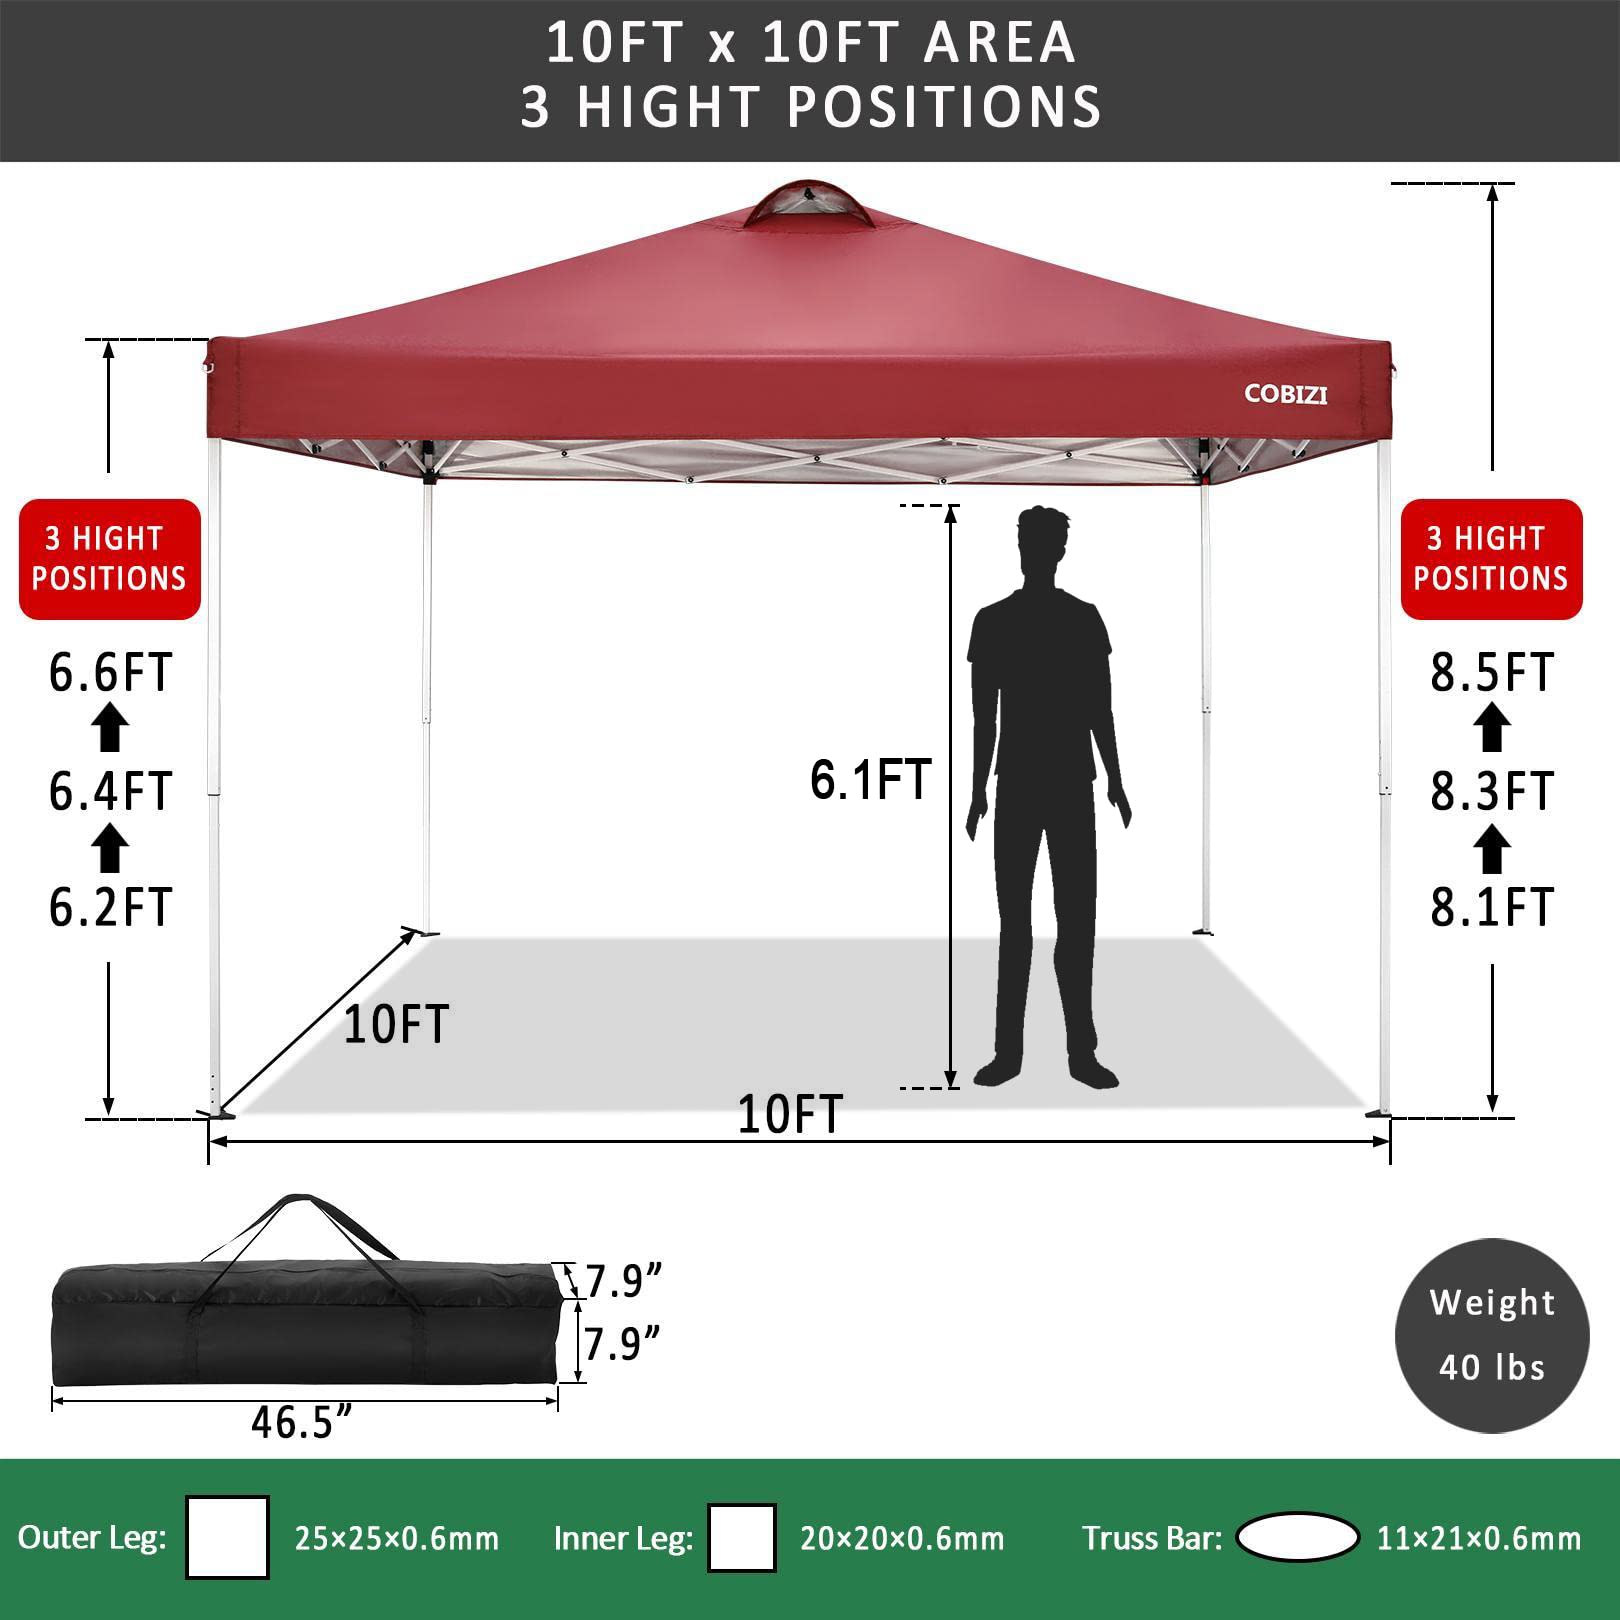 10FT x 10FT AREA
3 HIGHT POSITIONS
COBIZI
3 HIGHT
POSITIONS
6.6FT
6.4FT
6.2FT
3 HIGHT
POSITIONS
8.5FT
8.3FT
8.1FT
6.1FT
10FT
10FT
7.9”
7.9”
46.5”
Weight
40 lbs
Outer Leg: 25×25×0.6mm Inner Leg: 20×20×0.6mm Truss Bar: 11×21×0.6mm